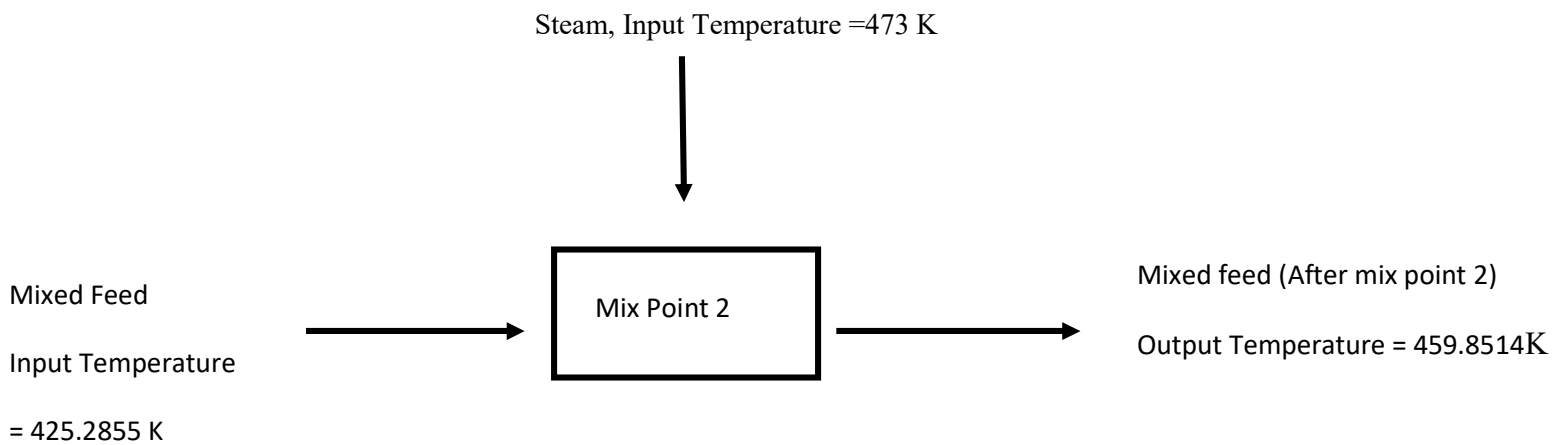 Steam, Input Temperature =473 K
Mixed Feed
Input Temperature
= 425.2855 K
Mix Point 2
Mixed feed (After mix point 2)
Output Temperature = 459.8514K